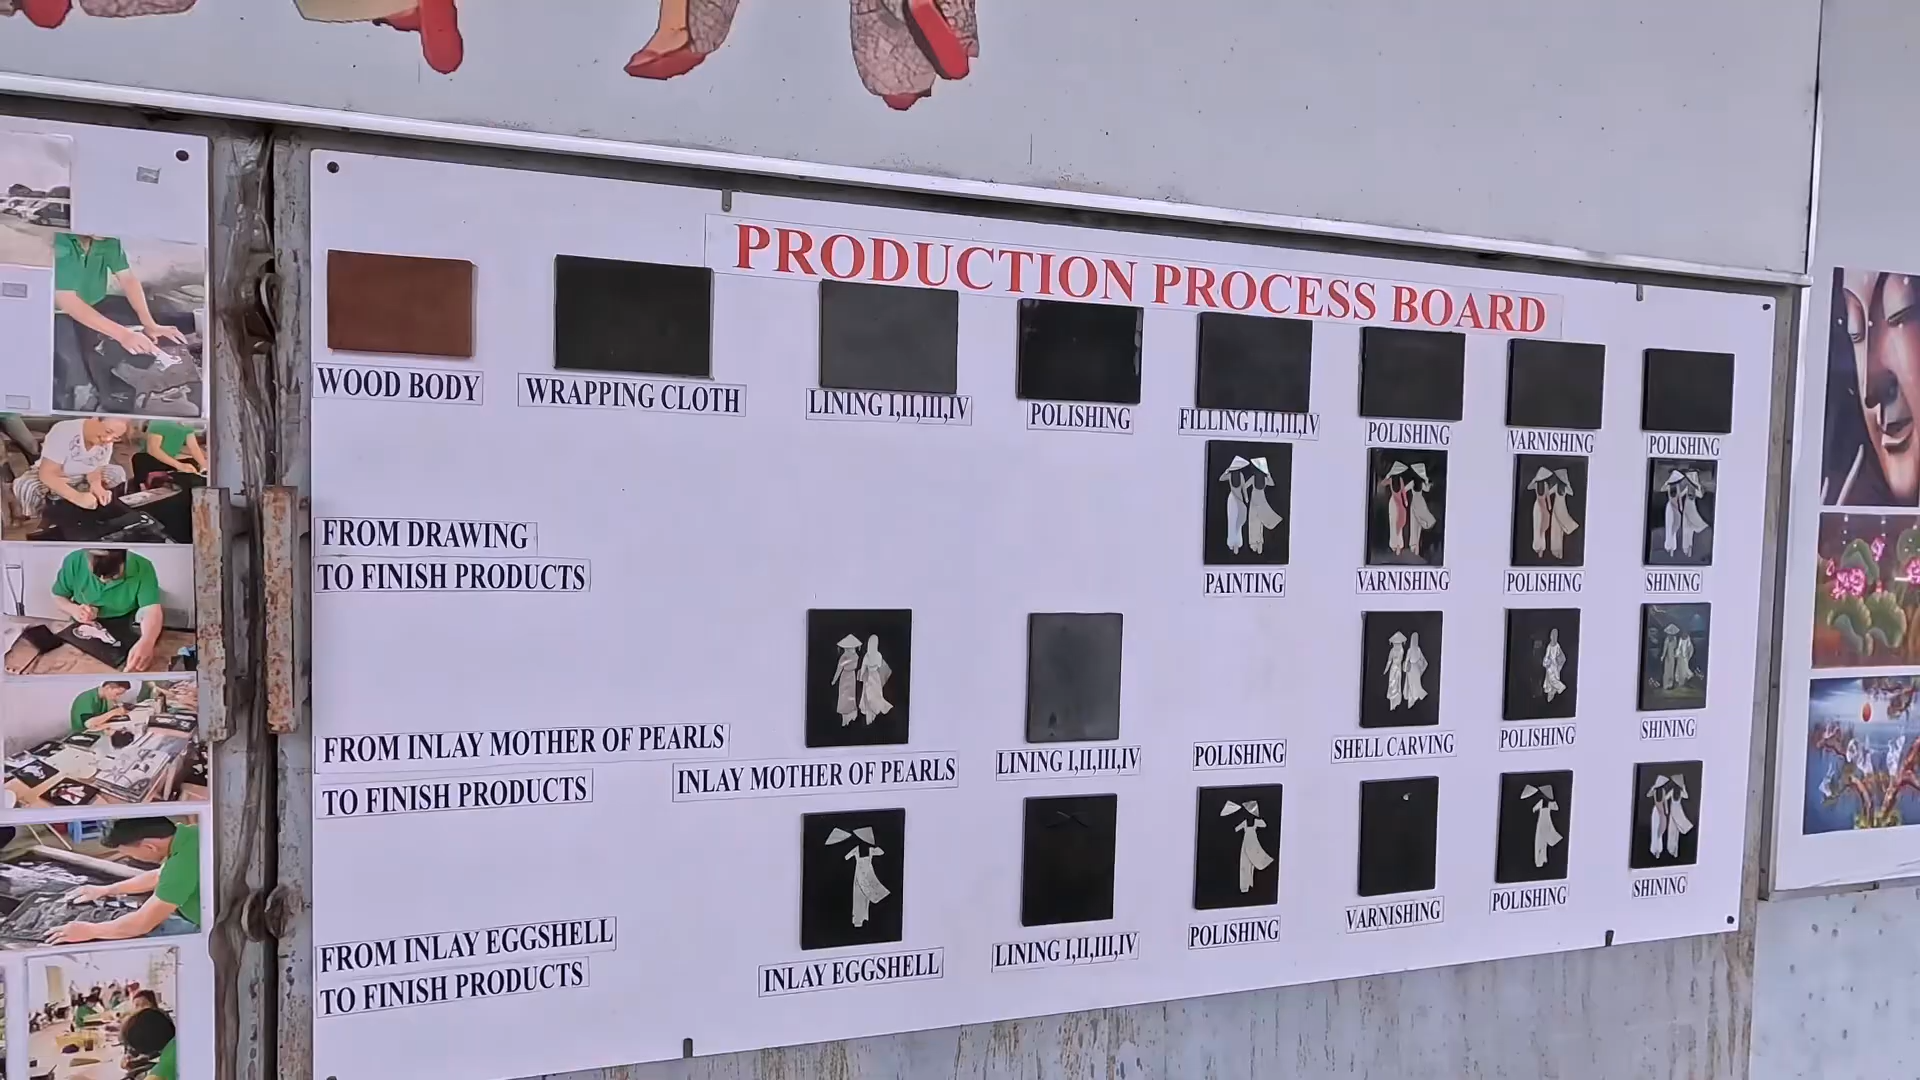 PRODUCTION PROCESS BOARD
WOOD BODY
WRAPPING CLOTH
LINING I,II,III,IV
POLISHING
FILLING I,II,III,IV
POLISHING
VARNISHING
POLISHING
FROM DRAWING
TO FINISH PRODUCTS
PAINTING
VARNISHING
POLISHING
SHINING
FROM INLAY MOTHER OF PEARLS
TO FINISH PRODUCTS
INLAY MOTHER OF PEARLS
LINING I,II,III,IV
POLISHING
SHELL CARVING
POLISHING
SHINING
FROM INLAY EGGSHELL
TO FINISH PRODUCTS
INLAY EGGSHELL
LINING I,II,III,IV
POLISHING
VARNISHING
POLISHING
SHINING